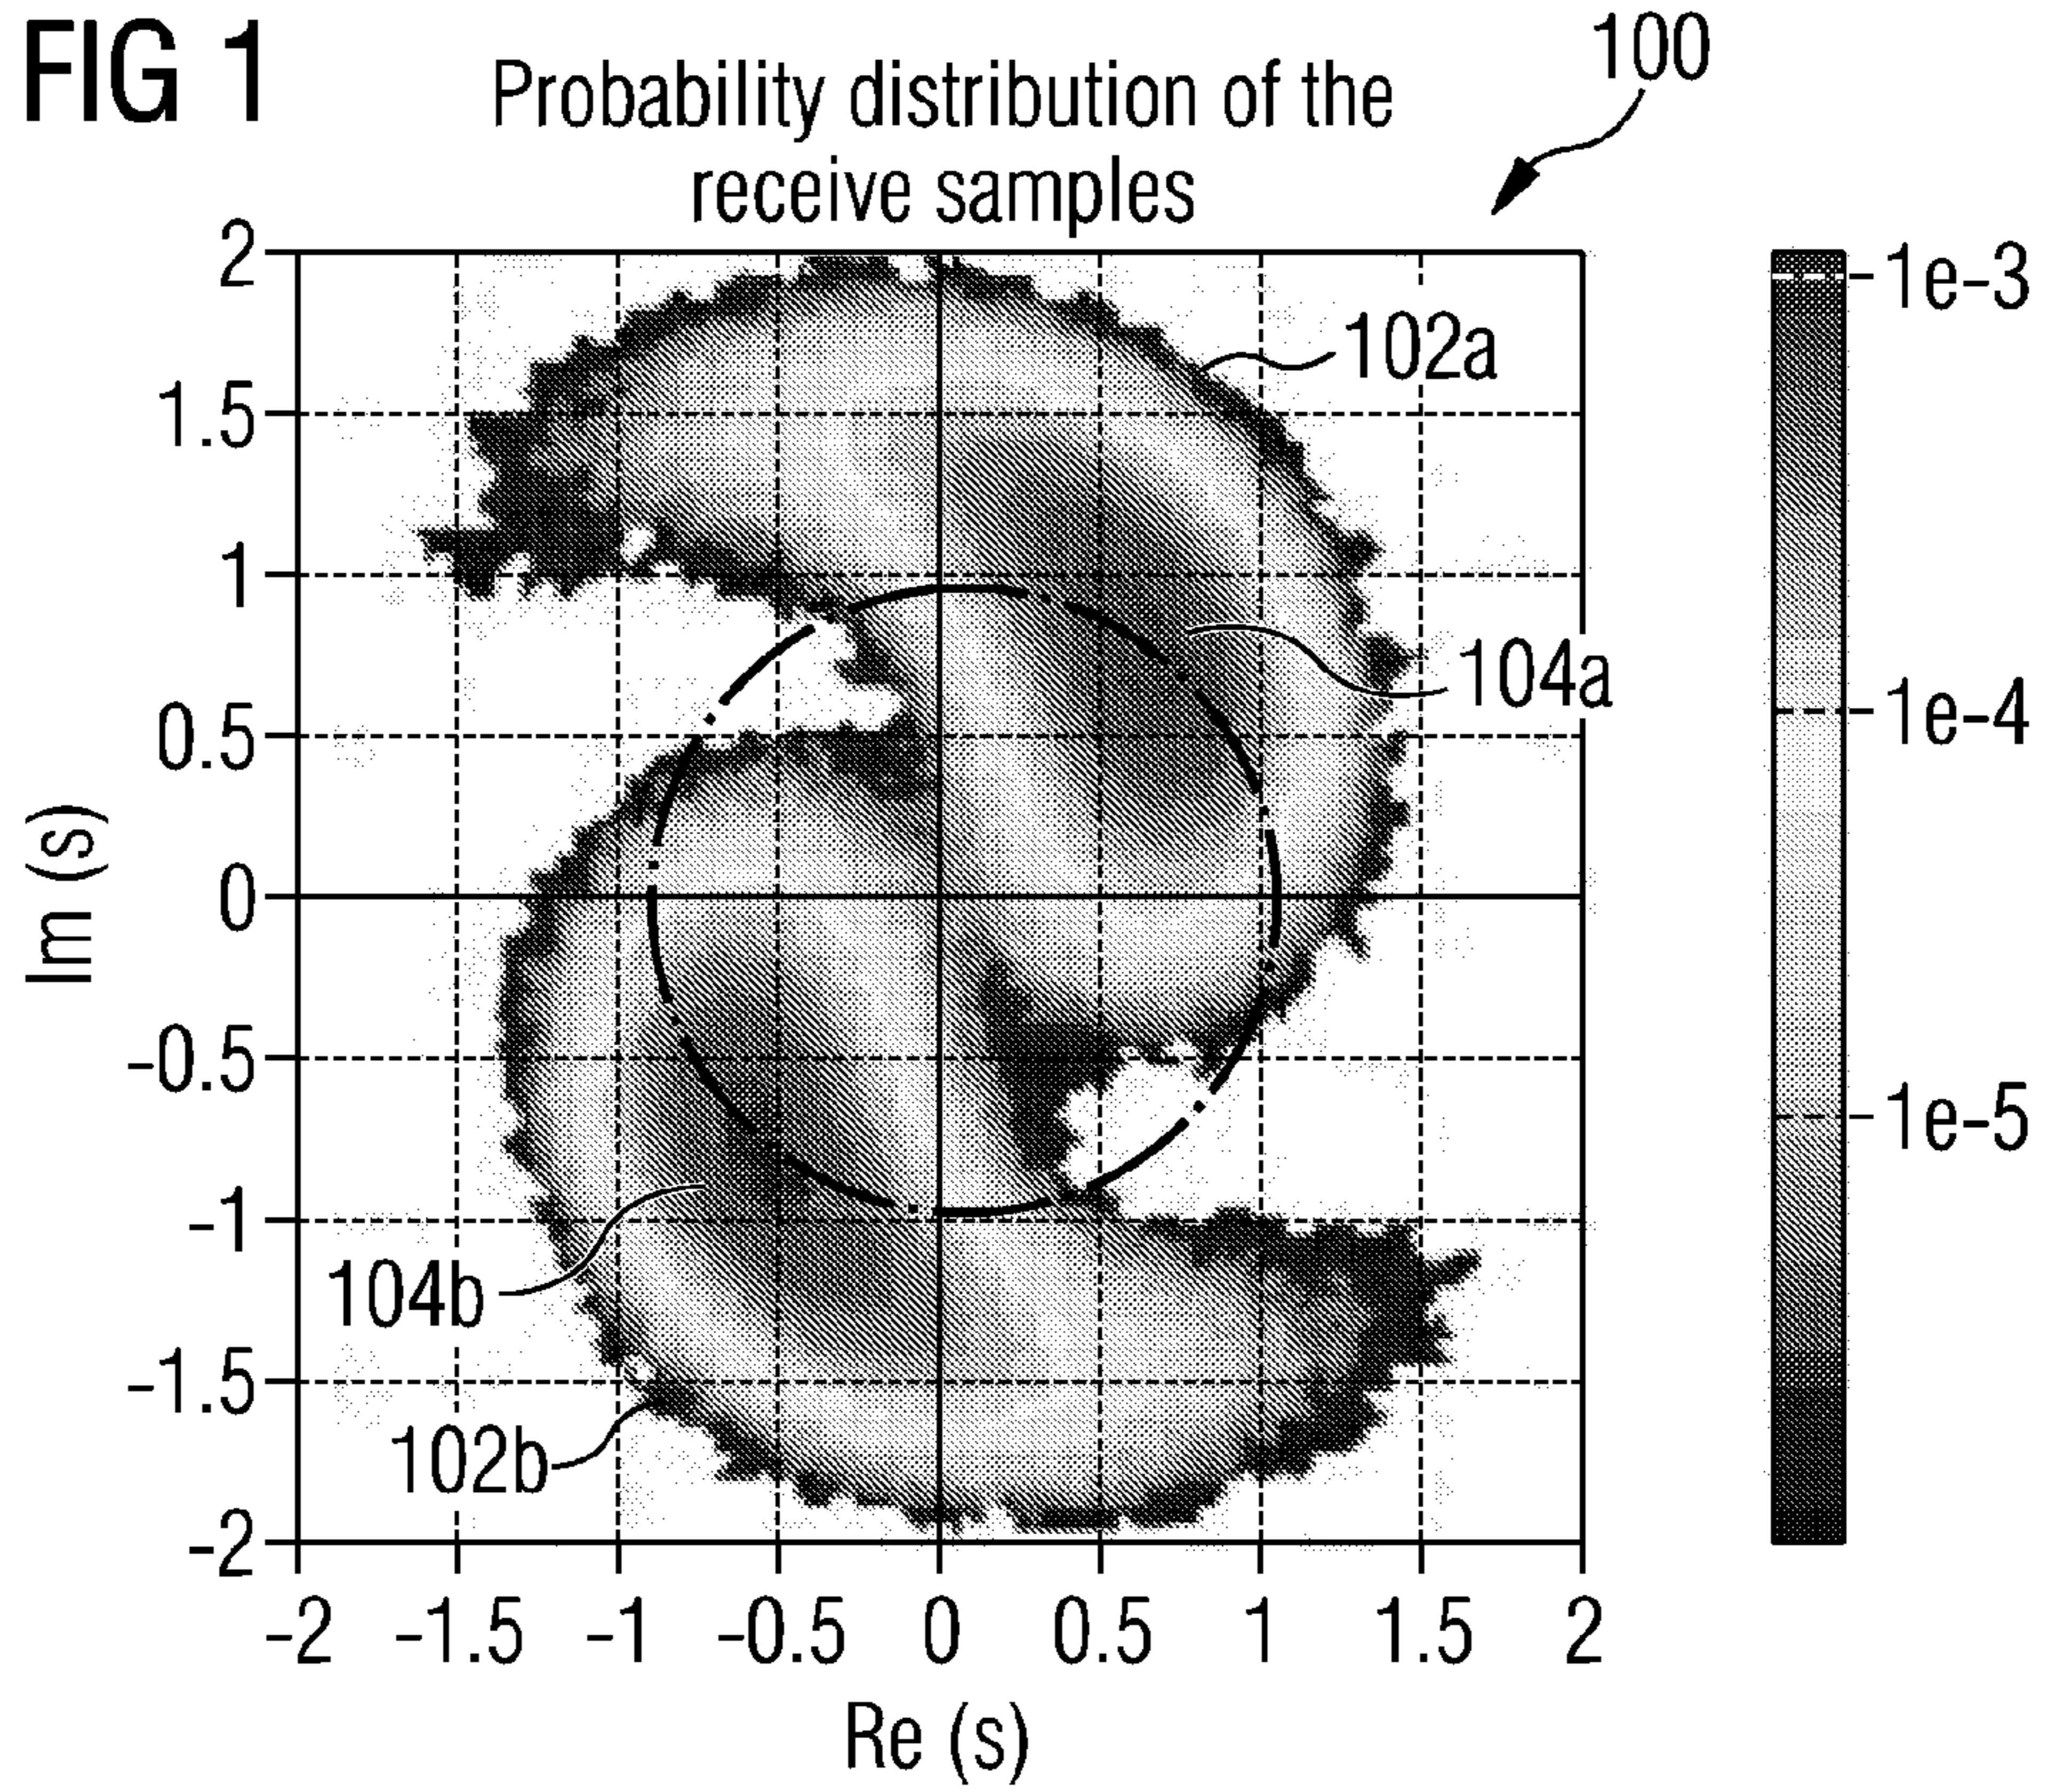 FIG 1
Probability distribution of the
receive samples
100
2
1.5
1
0.5
0
-0.5
-1
-1.5
-2
Im (s)
102a
104a
104b
102b
-2 -1.5 -1 -0.5 0 0.5 1 1.5 2
Re (s)
1e-3
1e-4
1e-5